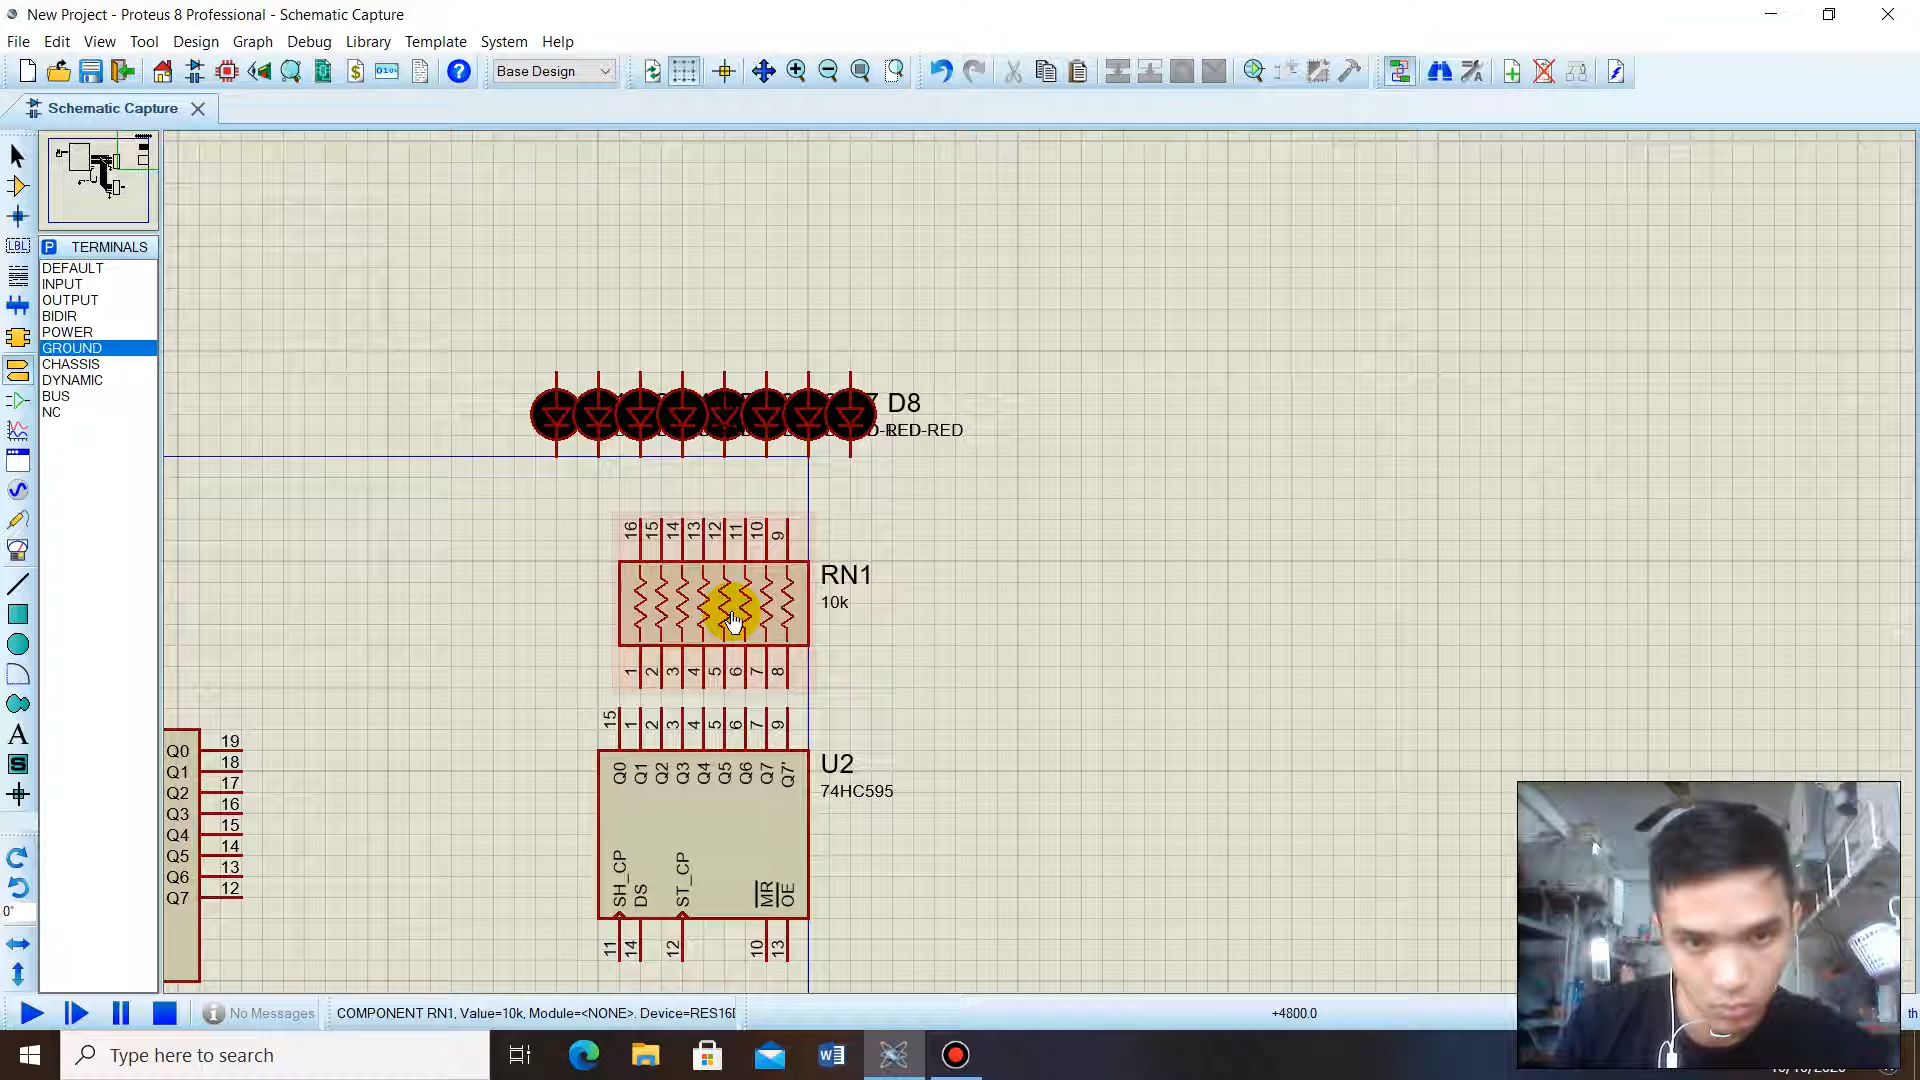 New Project - Proteus 8 Professional - Schematic Capture
File Edit View Tool Design Graph Debug Library Template System Help
Base Design
Schematic Capture
LBL
P TERMINALS
DEFAULT
INPUT
OUTPUT
BIDIR
POWER
GROUND
CHASSIS
DYNAMIC
BUS
NC
A
S
0°
D8
LED-RED
16 15 14 13 12 11 10 9
RN1
10k
1 2 3 4 5 6 7 8
15 1 2 3 4 5 6 7 9
U2
74HC595
Q0 Q1 Q2 Q3 Q4 Q5 Q6 Q7 Q7'
SH_CP DS ST_CP MR OE
11 14 12 10 13
Q0 19
Q1 18
Q2 17
Q3 16
Q4 15
Q5 14
Q6 13
Q7 12
No Messages
COMPONENT RN1, Value=10k, Module=<NONE>. Device=RES16D
+4800.0
th
Type here to search